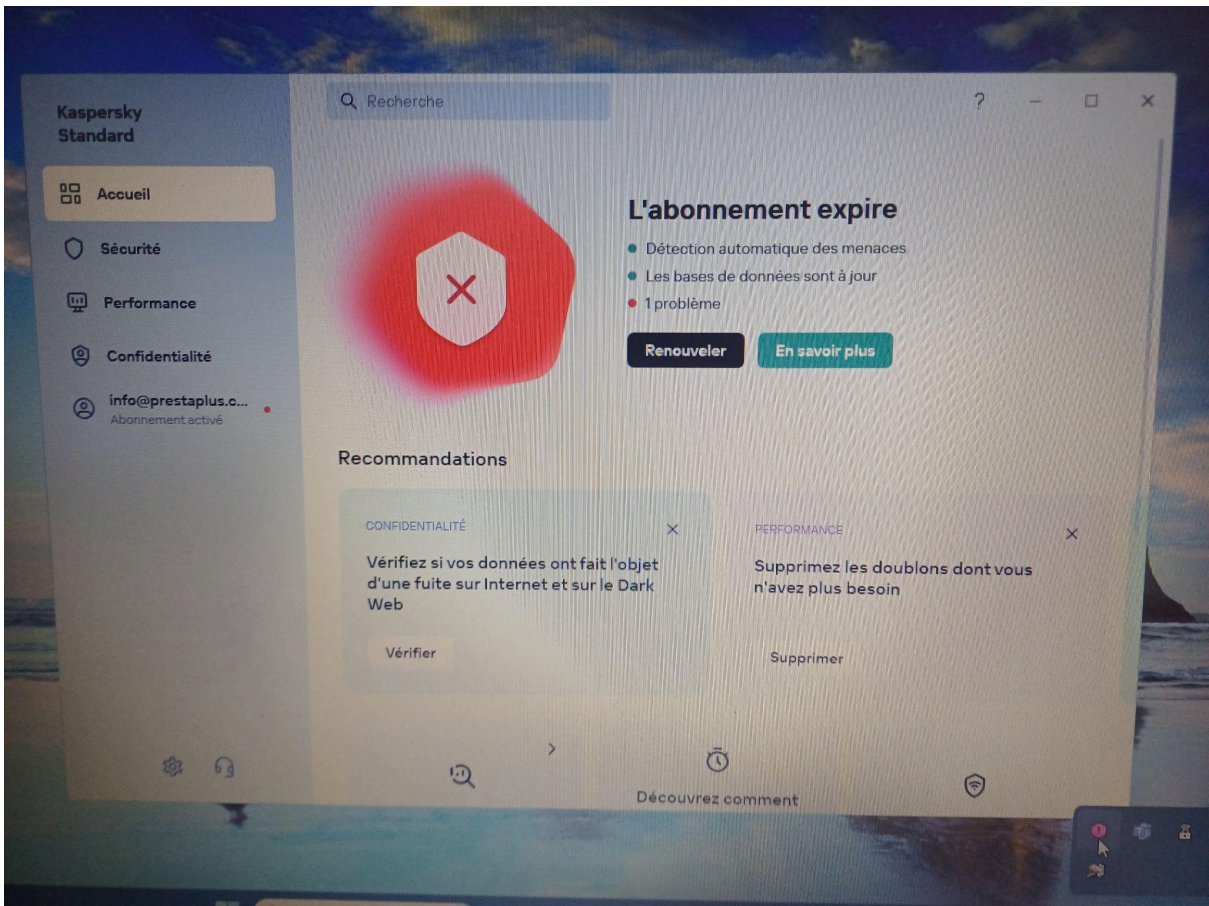 Kaspersky
Standard
Recherche
Accueil
Sécurité
Performance
Confidentialité
info@prestaplus.c...
Abonnement activé
L'abonnement expire
Détection automatique des menaces
Les bases de données sont à jour
1 problème
Renouveler
En savoir plus
Recommandations
CONFIDENTIALITÉ
Vérifiez si vos données ont fait l'objet
d'une fuite sur Internet et sur le Dark
Web
Vérifier
PERFORMANCE
Supprimez les doublons dont vous
n'avez plus besoin
Supprimer
Découvrez comment